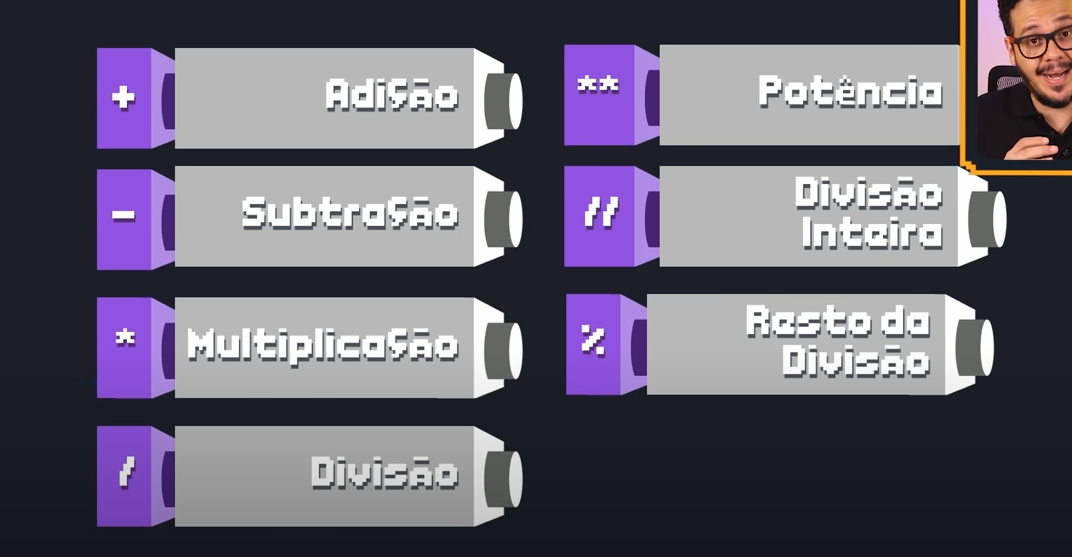 + Adição
- Subtração
* Multiplicação
/ Divisão
** Potência
// Divisão
Inteira
% Resto da
Divisão